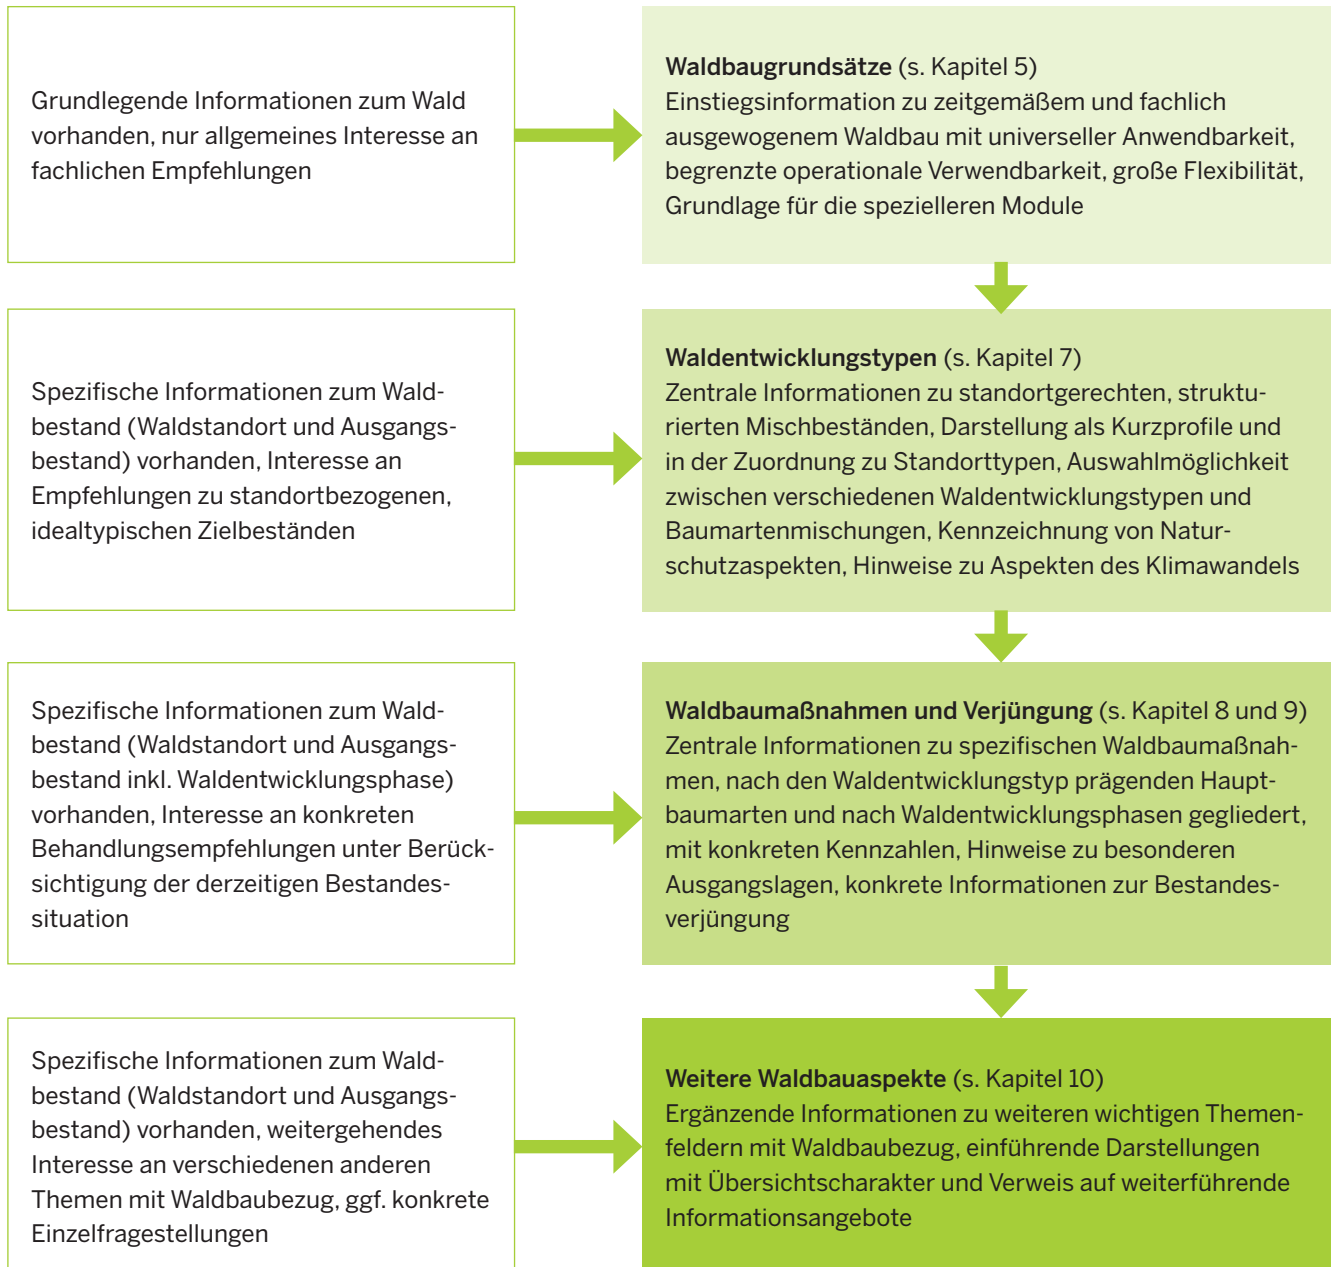 Grundlegende Informationen zum Wald
vorhanden, nur allgemeines Interesse an
fachlichen Empfehlungen
Waldbaugrundsätze (s. Kapitel 5)
Einstiegsinformation zu zeitgemäßem und fachlich
ausgewogenem Waldbau mit universeller Anwendbarkeit,
begrenzte operationale Verwendbarkeit, große Flexibilität,
Grundlage für die spezielleren Module
Spezifische Informationen zum Wald-
bestand (Waldstandort und Ausgangs-
bestand) vorhanden, Interesse an
Empfehlungen zu standortbezogenen,
idealtypischen Zielbeständen
Waldentwicklungstypen (s. Kapitel 7)
Zentrale Informationen zu standortgerechten, struktu-
rierten Mischbeständen, Darstellung als Kurzprofile und
in der Zuordnung zu Standorttypen, Auswahlmöglichkeit
zwischen verschiedenen Waldentwicklungstypen und
Baumartenmischungen, Kennzeichnung von Natur-
schutzaspekten, Hinweise zu Aspekten des Klimawandels
Spezifische Informationen zum Wald-
bestand (Waldstandort und Ausgangs-
bestand inkl. Waldentwicklungsphase)
vorhanden, Interesse an konkreten
Behandlungsempfehlungen unter Berück-
sichtigung der derzeitigen Bestandes-
situation
Waldbaumaßnahmen und Verjüngung (s. Kapitel 8 und 9)
Zentrale Informationen zu spezifischen Waldbaumaßnah-
men, nach den Waldentwicklungstyp prägenden Haupt-
baumarten und nach Waldentwicklungsphasen gegliedert,
mit konkreten Kennzahlen, Hinweise zu besonderen
Ausgangslagen, konkrete Informationen zur Bestandes-
verjüngung
Spezifische Informationen zum Wald-
bestand (Waldstandort und Ausgangs-
bestand) vorhanden, weitergehendes
Interesse an verschiedenen anderen
Themen mit Waldbaubezug, ggf. konkrete
Einzelfragestellungen
Weitere Waldbauaspekte (s. Kapitel 10)
Ergänzende Informationen zu weiteren wichtigen Themen-
feldern mit Waldbaubezug, einführende Darstellungen
mit Übersichtscharakter und Verweis auf weiterführende
Informationsangebote